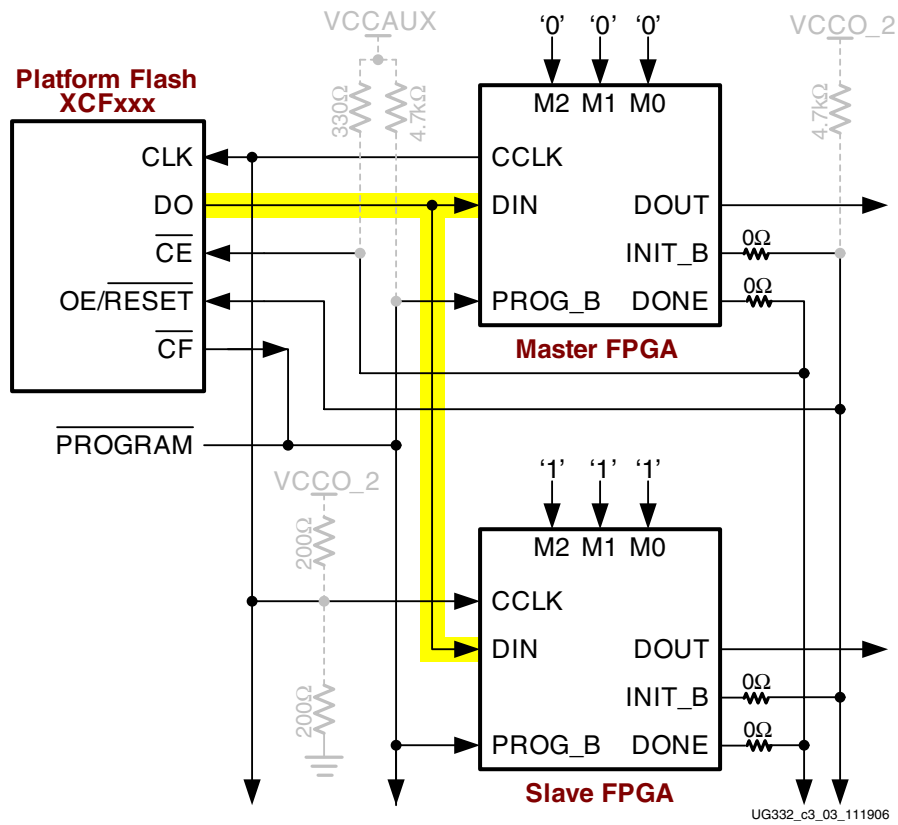 VCCAUX
330Ω
4.7kΩ
'0' '0' '0'
VCCO_2
4.7kΩ
Platform Flash
XCFxxx
CLK
DO
CE
OE/RESET
CF
PROGRAM
M2 M1 M0
CCLK
DIN
PROG_B
DOUT
INIT_B
DONE
0Ω
0Ω
Master FPGA
VCCO_2
200Ω
200Ω
'1' '1' '1'
M2 M1 M0
CCLK
DIN
PROG_B
DOUT
INIT_B
DONE
0Ω
0Ω
Slave FPGA
UG332_c3_03_111906